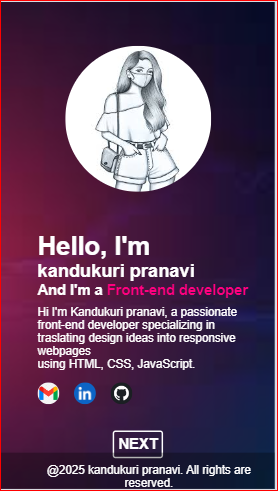 Hello, I'm
kandukuri pranavi
And I'm a Front-end developer
Hi I'm Kandukuri pranavi, a passionate
front-end developer specializing in
traslating design ideas into responsive
webpages
using HTML, CSS, JavaScript.
in
NEXT
@2025 kandukuri pranavi. All rights are
reserved.